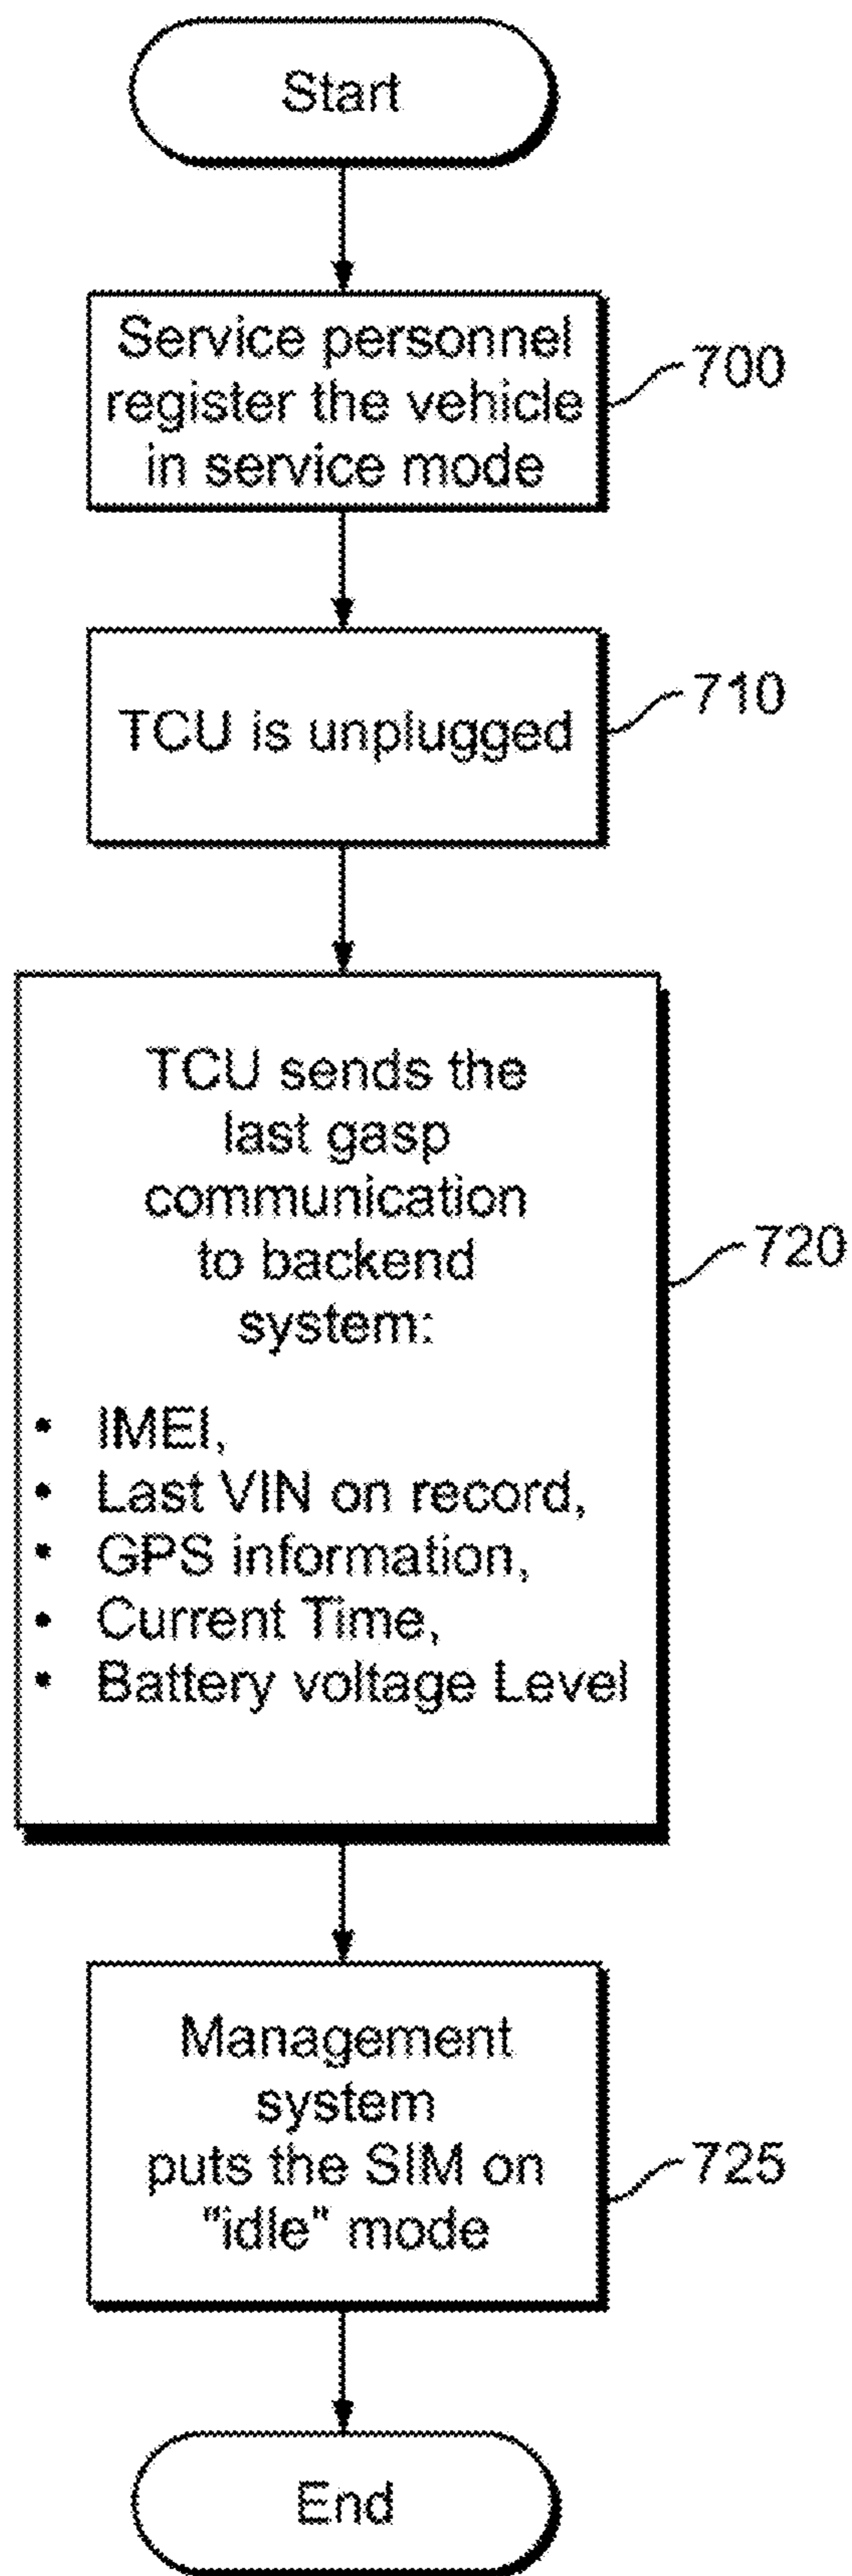 Start
Service personnel
register the vehicle
in service mode
700
TCU is unplugged
710
TCU sends the
last gasp
communication
to backend
system:
720
• IMEI,
• Last VIN on record,
• GPS information,
• Current Time,
• Battery voltage Level
Management
system
puts the SIM on
"idle" mode
725
End